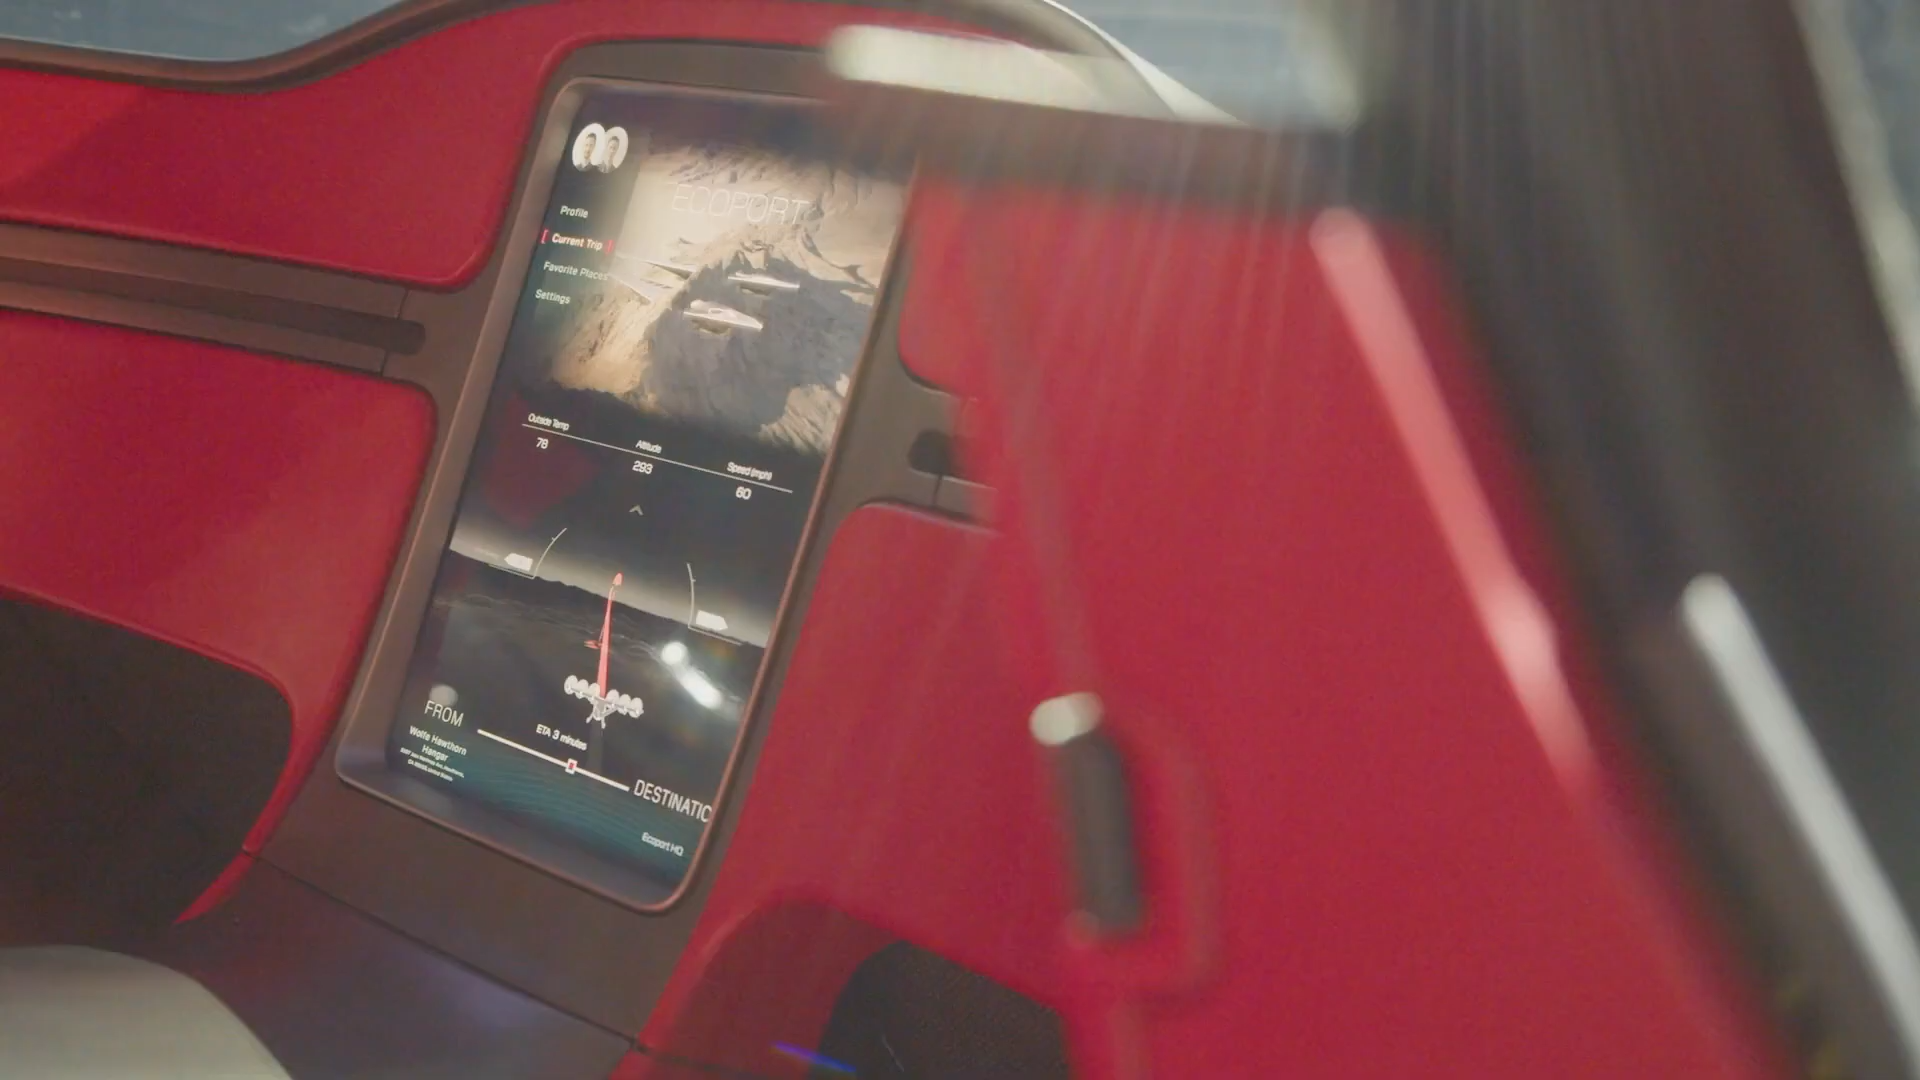 ECOPORT
Profile
Current Trip
Favorite Places
Settings
Outside Temp
78
Altitude
293
Speed (mph)
60
ETA 3 minutes
FROM
Wolfe Hawthorn
Hangar
DESTINATIO
Ecoport HQ